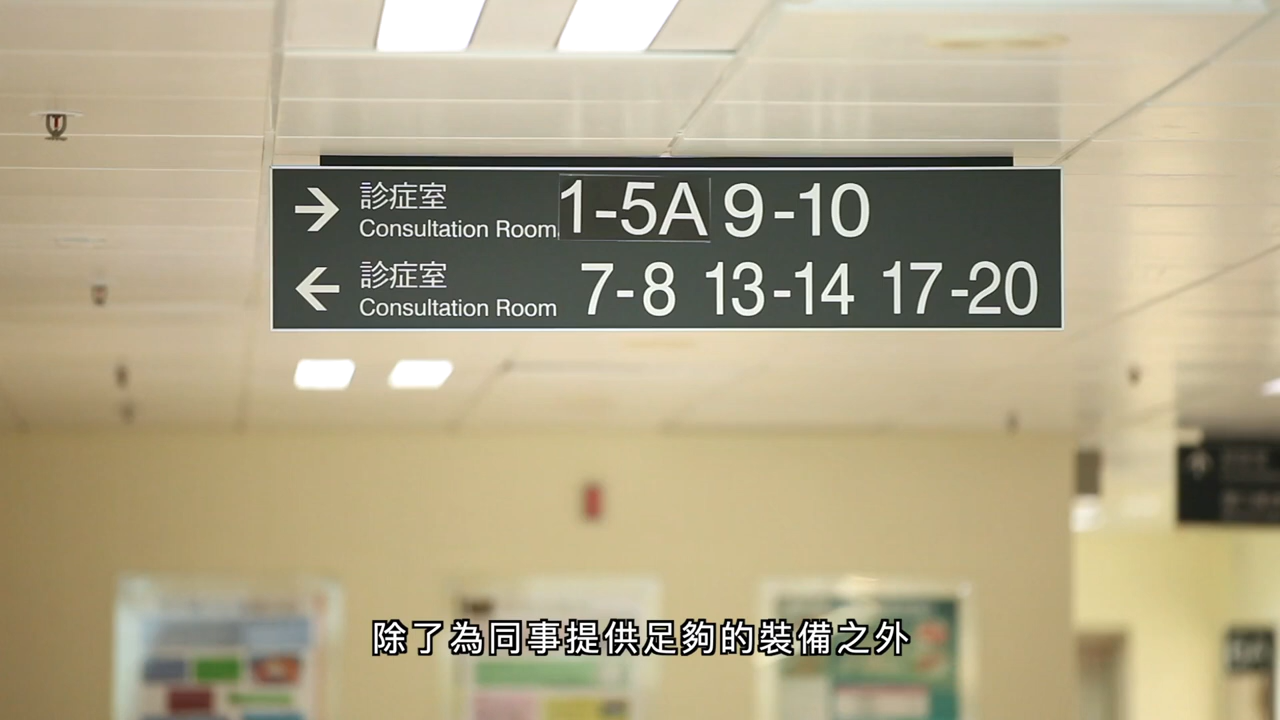 → 診症室 1-5A 9-10
Consultation Room
← 診症室 7-8 13-14 17-20
Consultation Room
除了為同事提供足夠的裝備之外